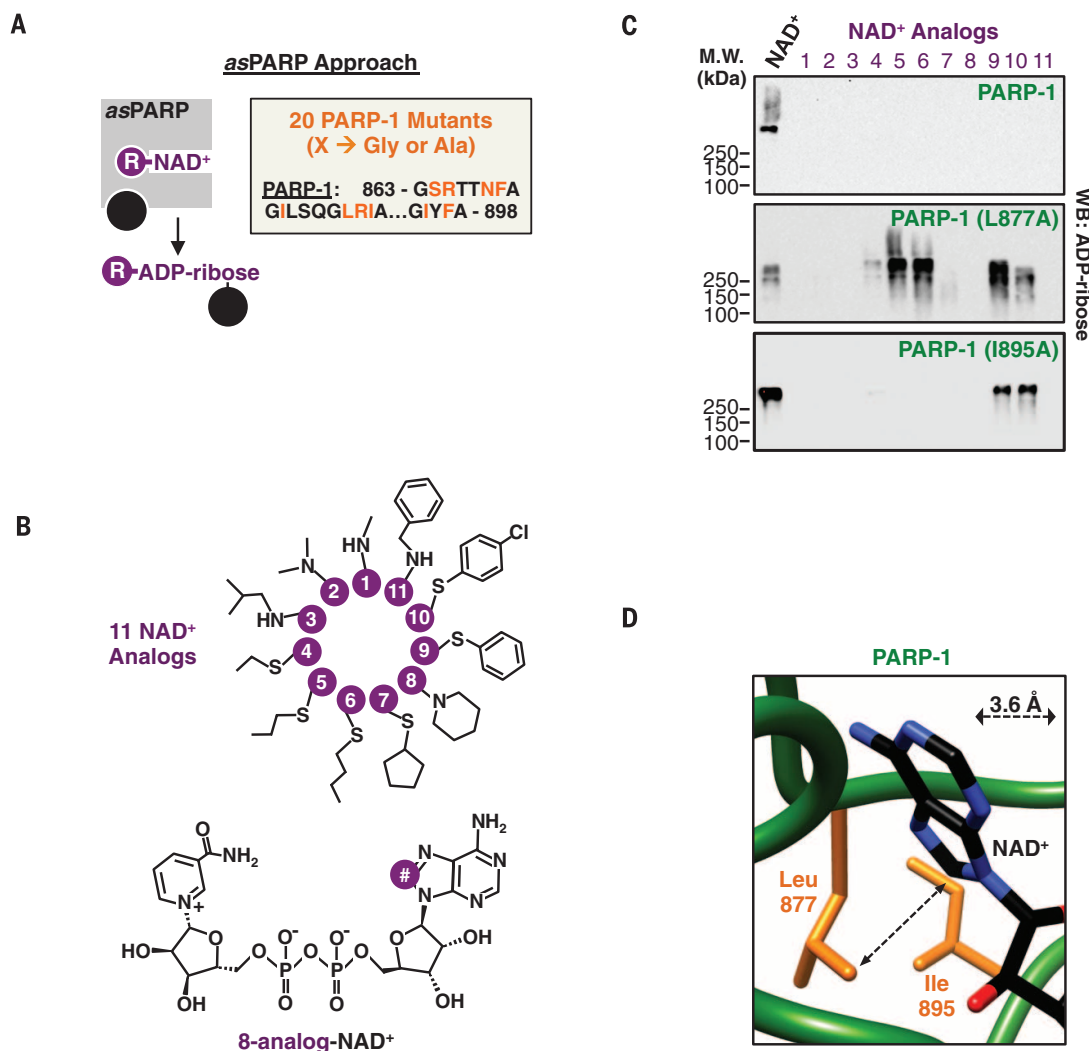 A
asPARP Approach
asPARP
R-NAD⁺
R-ADP-ribose
20 PARP-1 Mutants
(X → Gly or Ala)
PARP-1: 863 - GSRTTNFA
GILSQGLRIA...GIYFA - 898
B
11 NAD⁺
Analogs
1
2
3
4
5
6
7
8
9
10
11
HN
N
HN
S
S
S
S
N
S
S
Cl
NH
O
NH₂
N+
O
HO
OH
O
O⁻
P
O
O
O⁻
P
O
O
O
OH
OH
#
N
N
NH₂
N
N
8-analog-NAD⁺
C
NAD⁺ Analogs
M.W.
(kDa)
NAD⁺ 1 2 3 4 5 6 7 8 9 10 11
PARP-1
250
150
100
PARP-1 (L877A)
250
150
100
PARP-1 (I895A)
250
150
100
WB: ADP-ribose
D
PARP-1
3.6 Å
NAD⁺
Leu
877
Ile
895